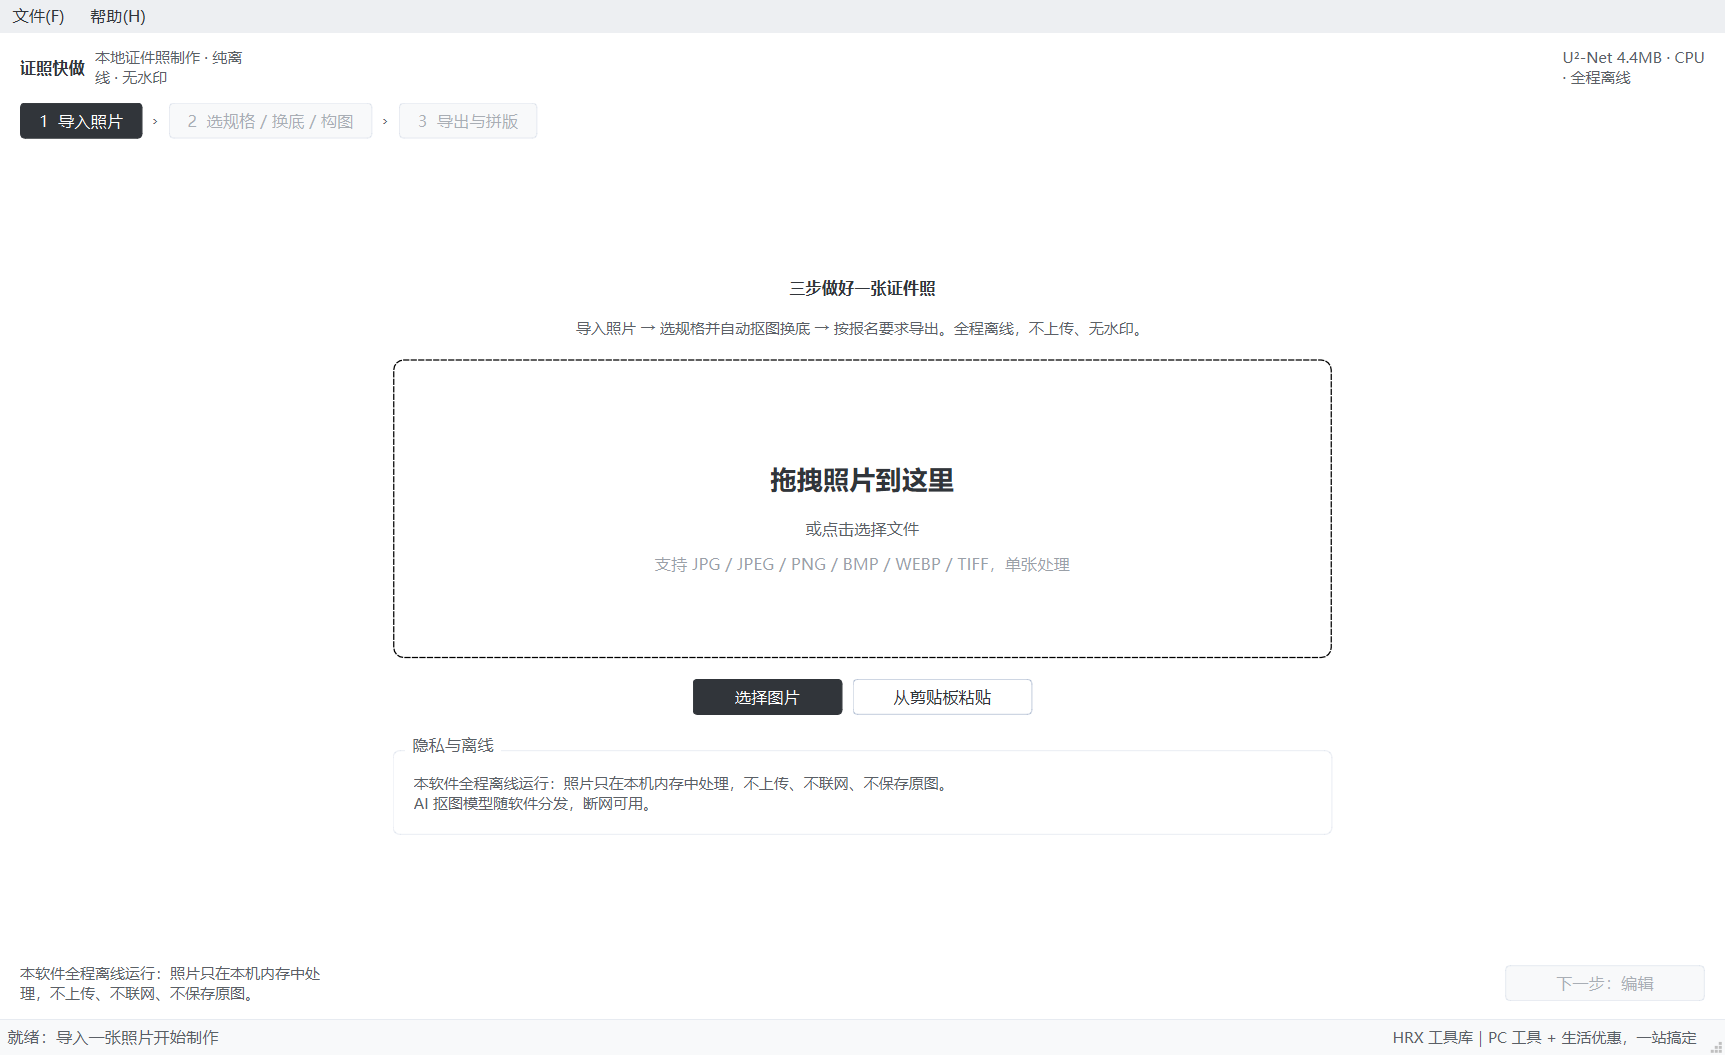 文件(F) 帮助(H)
证照快做
本地证件照制作 · 纯离
线 · 无水印
U²-Net 4.4MB · CPU
· 全程离线
1 导入照片 › 2 选规格 / 换底 / 构图 › 3 导出与拼版
三步做好一张证件照
导入照片 → 选规格并自动抠图换底 → 按报名要求导出。全程离线，不上传、无水印。
拖拽照片到这里
或点击选择文件
支持 JPG / JPEG / PNG / BMP / WEBP / TIFF，单张处理
选择图片 从剪贴板粘贴
隐私与离线
本软件全程离线运行：照片只在本机内存中处理，不上传、不联网、不保存原图。
AI 抠图模型随软件分发，断网可用。
本软件全程离线运行：照片只在本机内存中处
理，不上传、不联网、不保存原图。
下一步：编辑
就绪：导入一张照片开始制作
HRX 工具库 | PC 工具 + 生活优惠，一站搞定